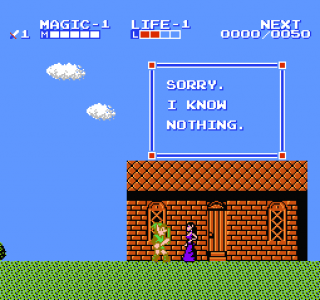 MAGIC-1 LIFE-1 NEXT
1 M L 0000/0050
SORRY.
I KNOW
NOTHING.